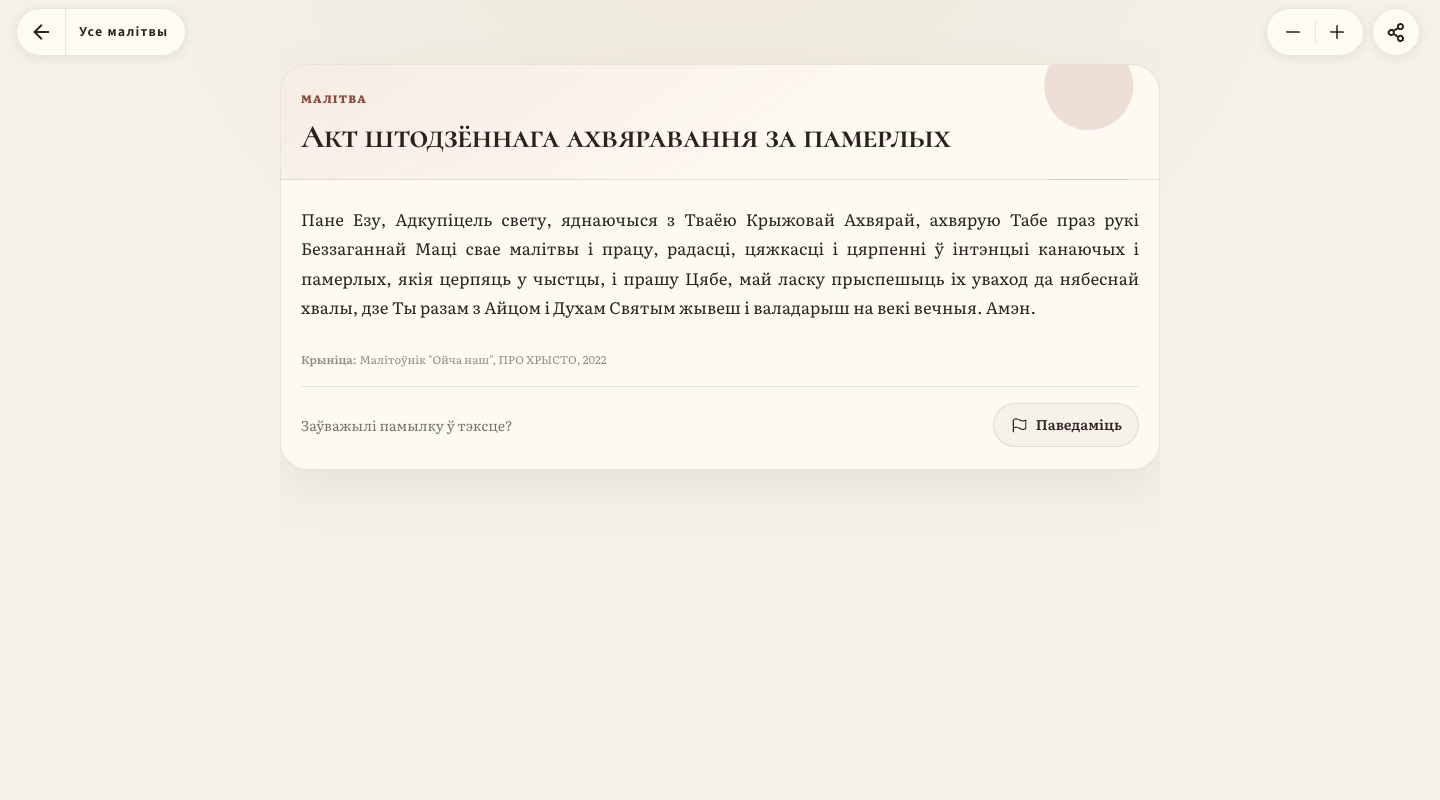 Усе малітвы
МАЛІТВА
Акт штодзённага ахвяравання за памерлых
Пане Езу, Адкупіцель свету, яднаючыся з Тваёю Крыжовай Ахвярай, ахвярую Табе праз рукі
Беззаганнай Маці свае малітвы і працу, радасці, цяжкасці і цярпенні ў інтэнцыі канаючых і
памерлых, якія церпяць у чыстцы, і прашу Цябе, май ласку прыспешыць іх уваход да нябеснай
хвалы, дзе Ты разам з Айцом і Духам Святым жывеш і валадарыш на векі вечныя. Амэн.
Крыніца: Малітоўнік "Ойча наш", ПРО ХРЫСТО, 2022
Заўважылі памылку ў тэксце?
Паведаміць